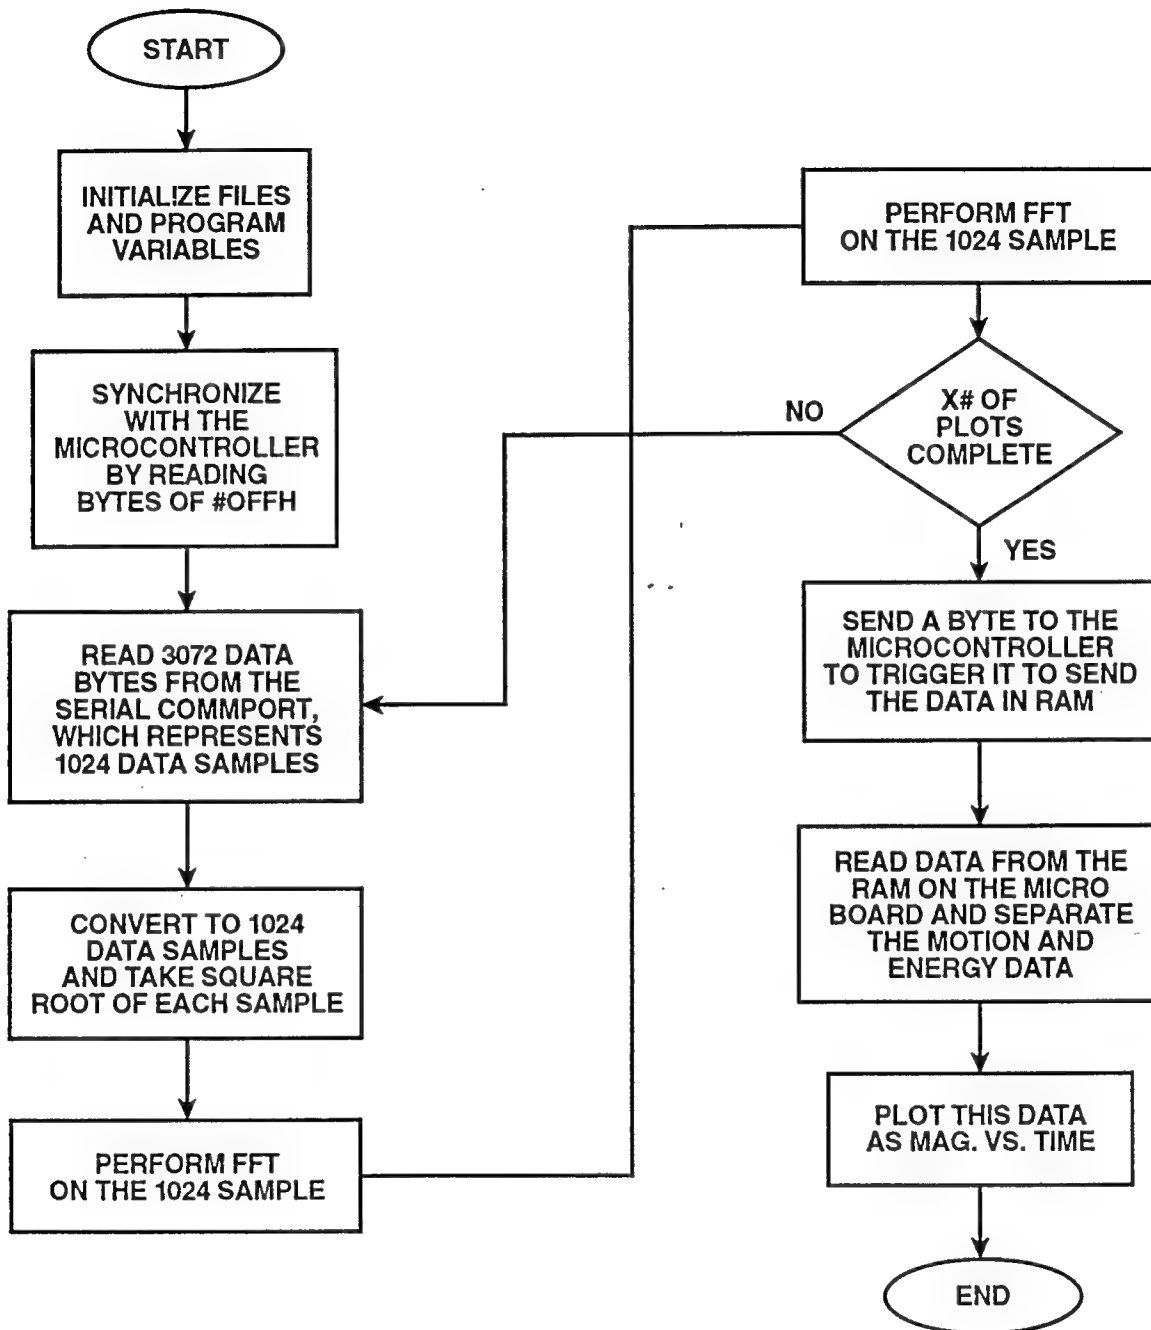 START
INITIALIZE FILES
AND PROGRAM
VARIABLES
SYNCHRONIZE
WITH THE
MICROCONTROLLER
BY READING
BYTES OF #OFFH
READ 3072 DATA
BYTES FROM THE
SERIAL COMMPORT,
WHICH REPRESENTS
1024 DATA SAMPLES
CONVERT TO 1024
DATA SAMPLES
AND TAKE SQUARE
ROOT OF EACH SAMPLE
PERFORM FFT
ON THE 1024 SAMPLE
PERFORM FFT
ON THE 1024 SAMPLE
X# OF
PLOTS
COMPLETE
NO
YES
SEND A BYTE TO THE
MICROCONTROLLER
TO TRIGGER IT TO SEND
THE DATA IN RAM
READ DATA FROM THE
RAM ON THE MICRO
BOARD AND SEPARATE
THE MOTION AND
ENERGY DATA
PLOT THIS DATA
AS MAG. VS. TIME
END